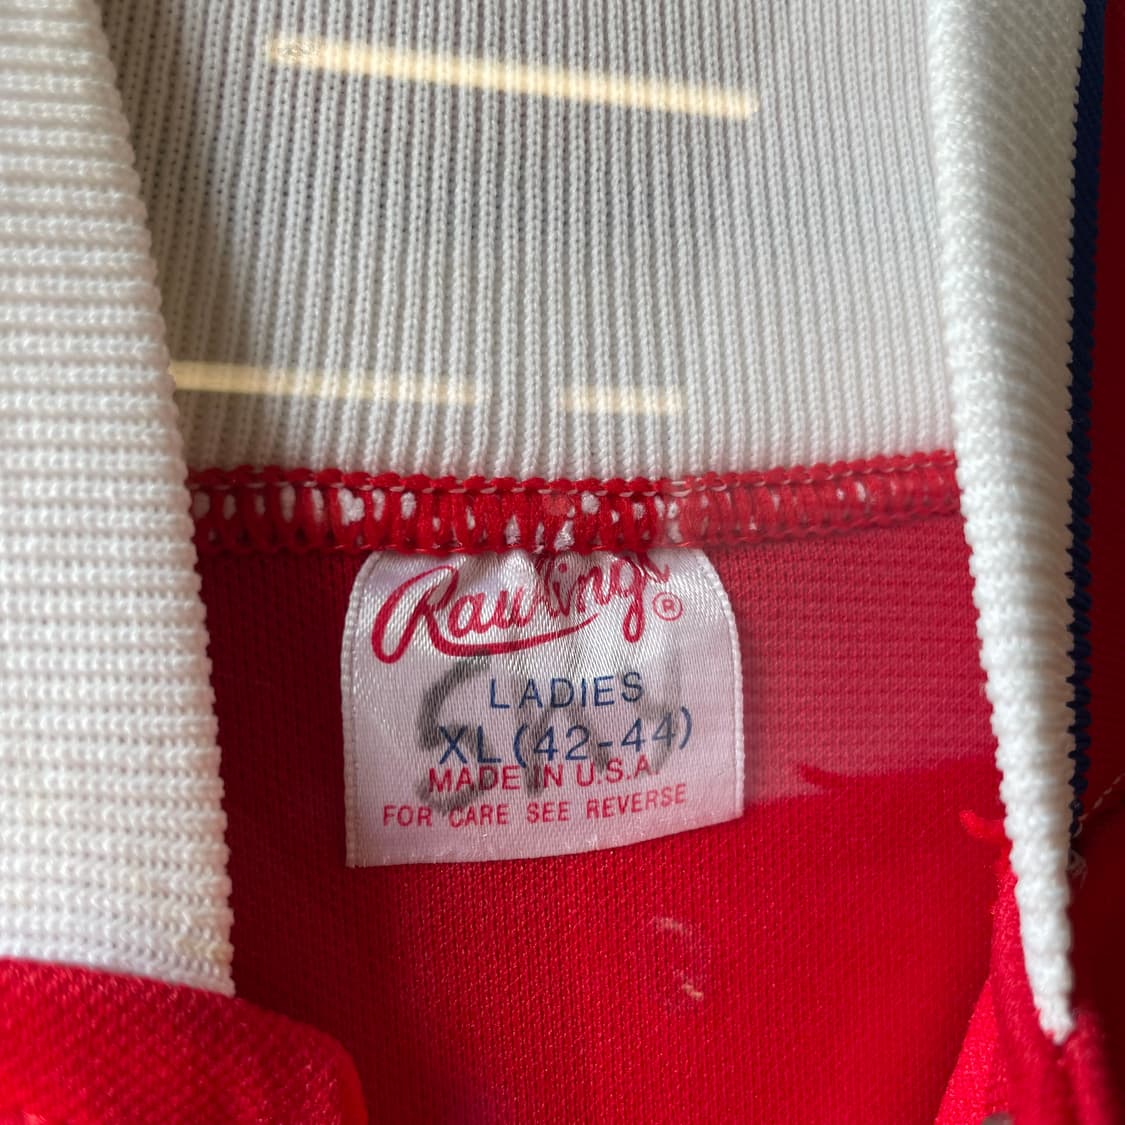 Rawlings®
LADIES
XL (42-44)
MADE IN U.S.A.
FOR CARE SEE REVERSE